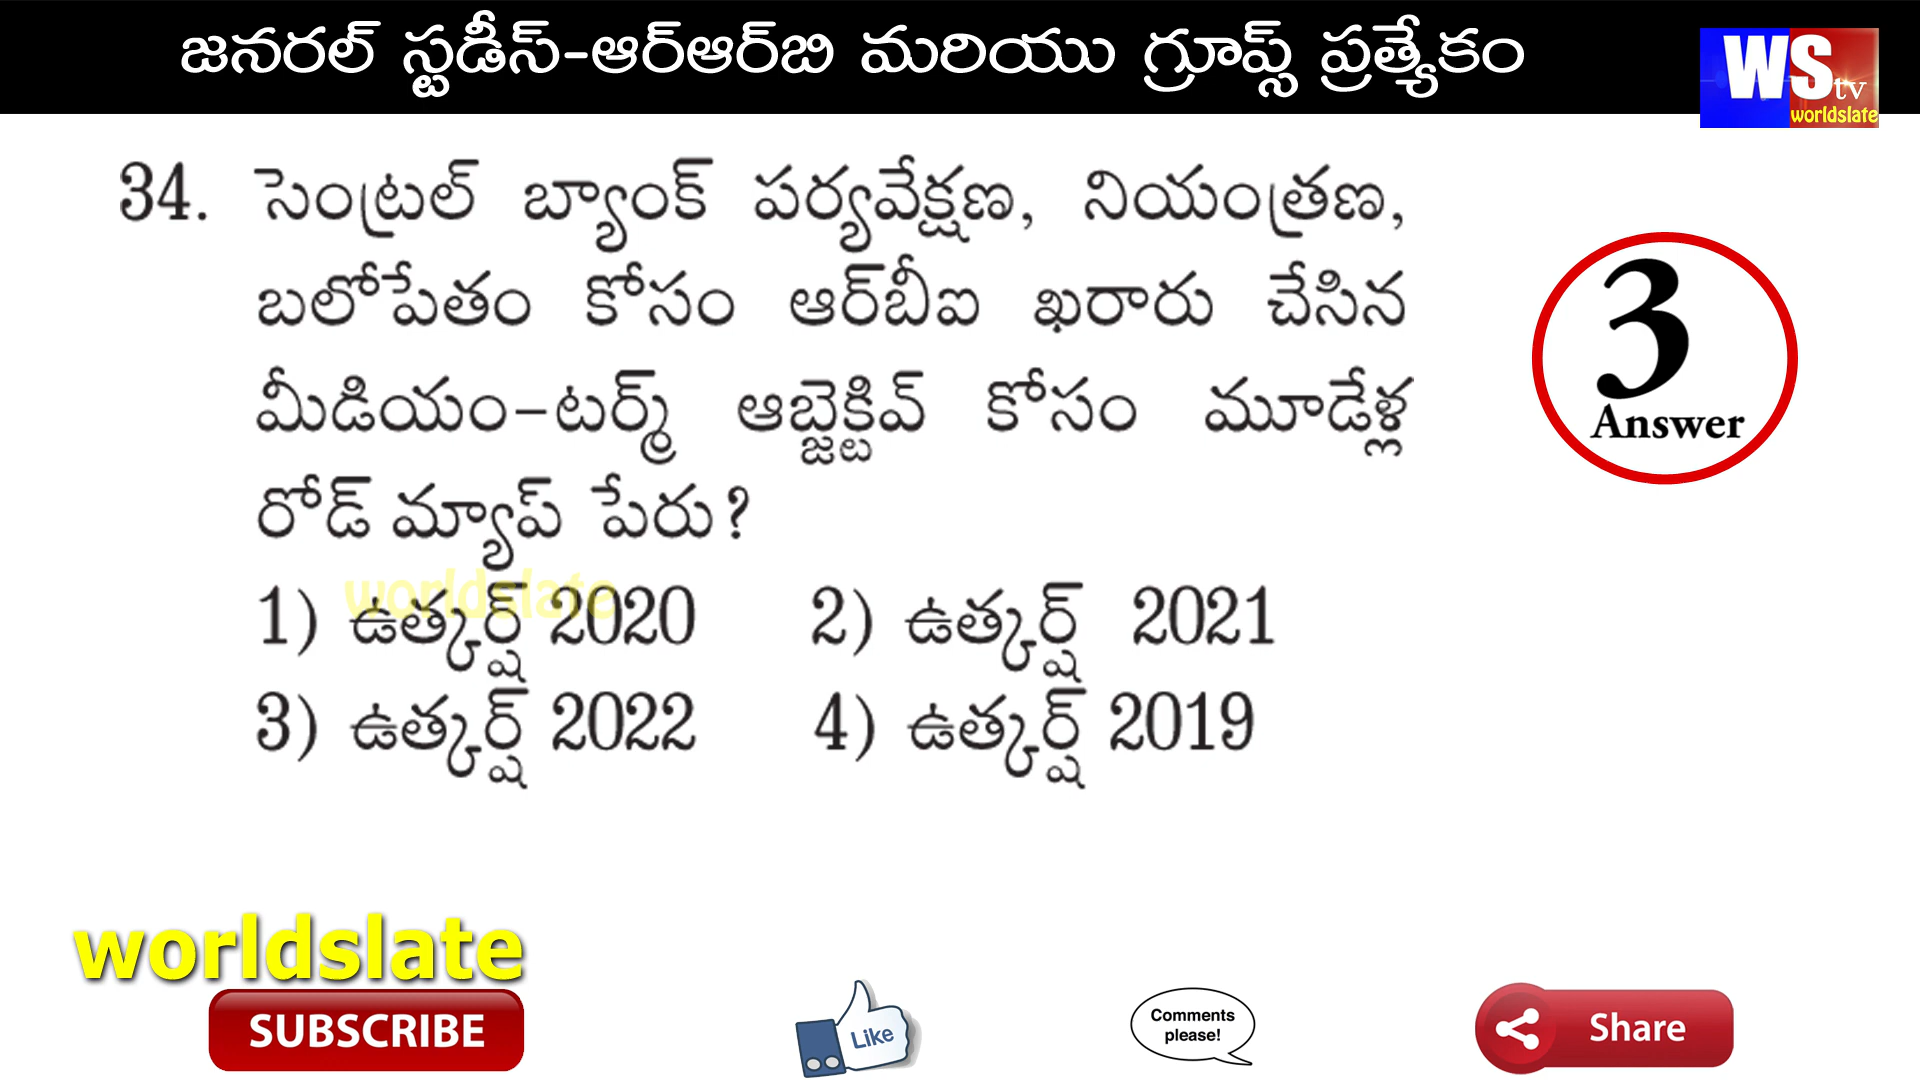 జనరల్ స్టడీస్-ఆర్ఆర్బి మరియు గ్రూప్స్ ప్రత్యేకం
WS tv
worldslate
34. సెంట్రల్ బ్యాంక్ పర్యవేక్షణ, నియంత్రణ,
బలోపేతం కోసం ఆర్బీఐ ఖరారు చేసిన
మీడియం-టర్మ్ ఆబ్జెక్టివ్ కోసం మూడేళ్ల
రోడ్ మ్యాప్ పేరు?
worldslate
1) ఉత్కర్ష్ 2020 2) ఉత్కర్ష్ 2021
3) ఉత్కర్ష్ 2022 4) ఉత్కర్ష్ 2019
3
Answer
worldslate
SUBSCRIBE
Like
Comments
please!
Share